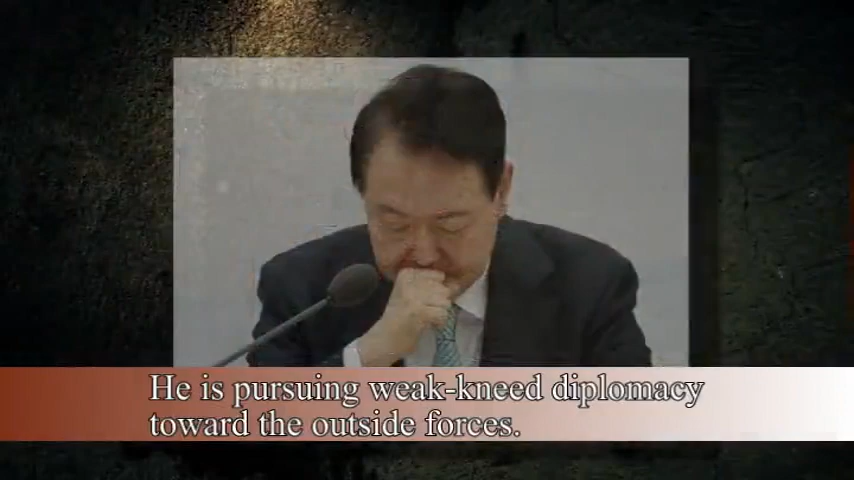 He is pursuing weak-kneed diplomacy
toward the outside forces.